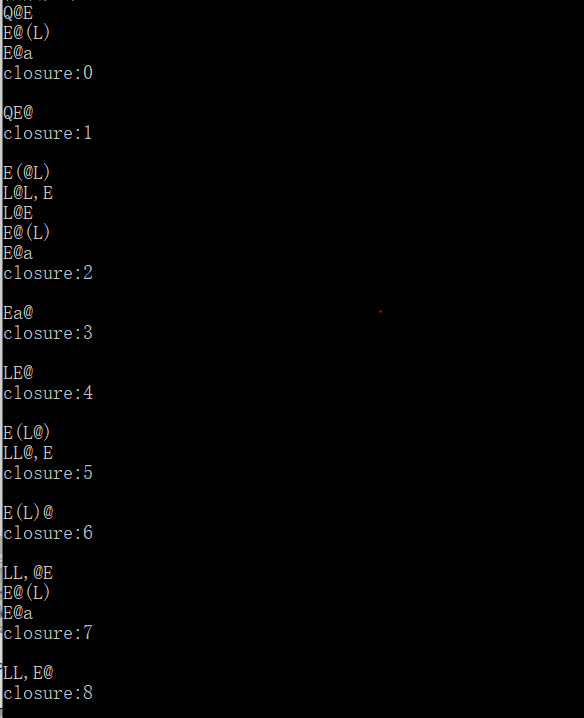 Q@E
E@(L)
E@a
closure:0
QE@
closure:1
E(@L)
L@L,E
L@E
E@(L)
E@a
closure:2
Ea@
closure:3
LE@
closure:4
E(L@)
LL@,E
closure:5
E(L)@
closure:6
LL,@E
E@(L)
E@a
closure:7
LL,E@
closure:8